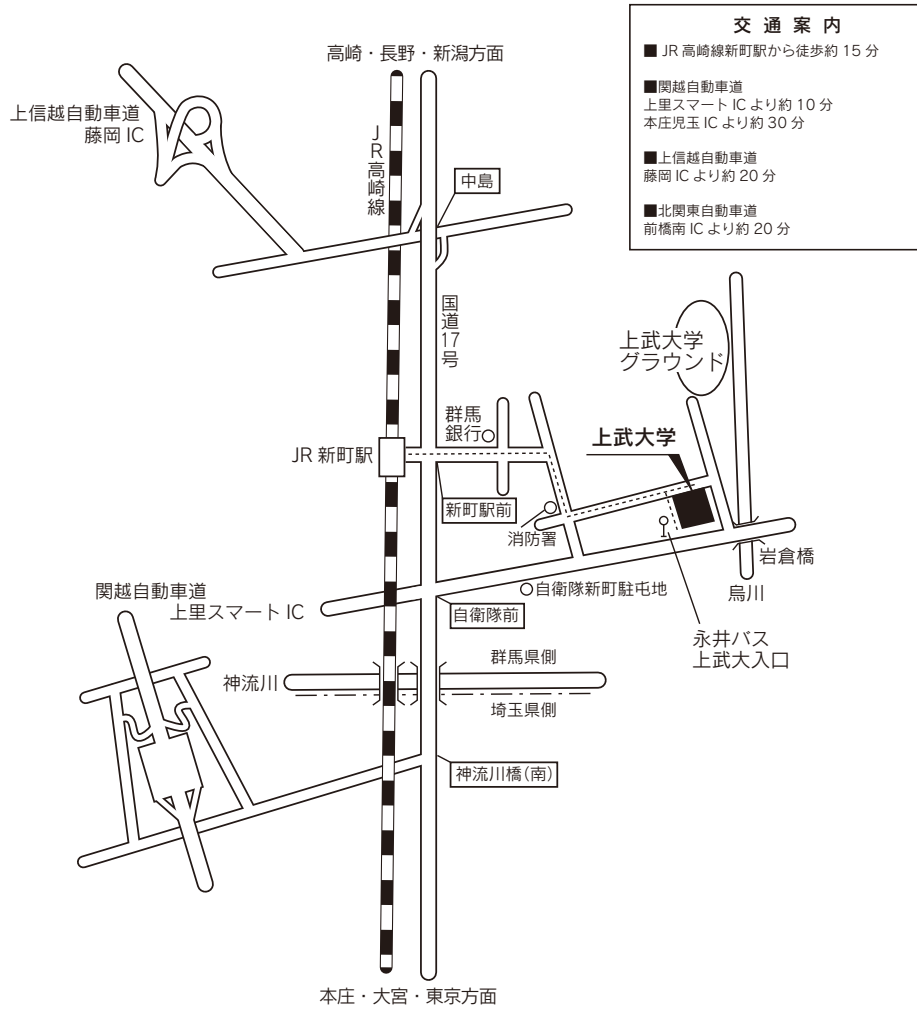 高崎・長野・新潟方面
交通案内
■ JR 高崎線新町駅から徒歩約 15 分
■関越自動車道
上里スマート IC より約 10 分
本庄児玉 IC より約 30 分
■上信越自動車道
藤岡 IC より約 20 分
■北関東自動車道
前橋南 IC より約 20 分
上信越自動車道
藤岡 IC
JR高崎線
中島
国道17号
上武大学
グラウンド
群馬
銀行
上武大学
JR 新町駅
新町駅前
消防署
岩倉橋
関越自動車道
上里スマート IC
自衛隊新町駐屯地
烏川
自衛隊前
永井バス
上武大入口
群馬県側
神流川
埼玉県側
神流川橋(南)
本庄・大宮・東京方面